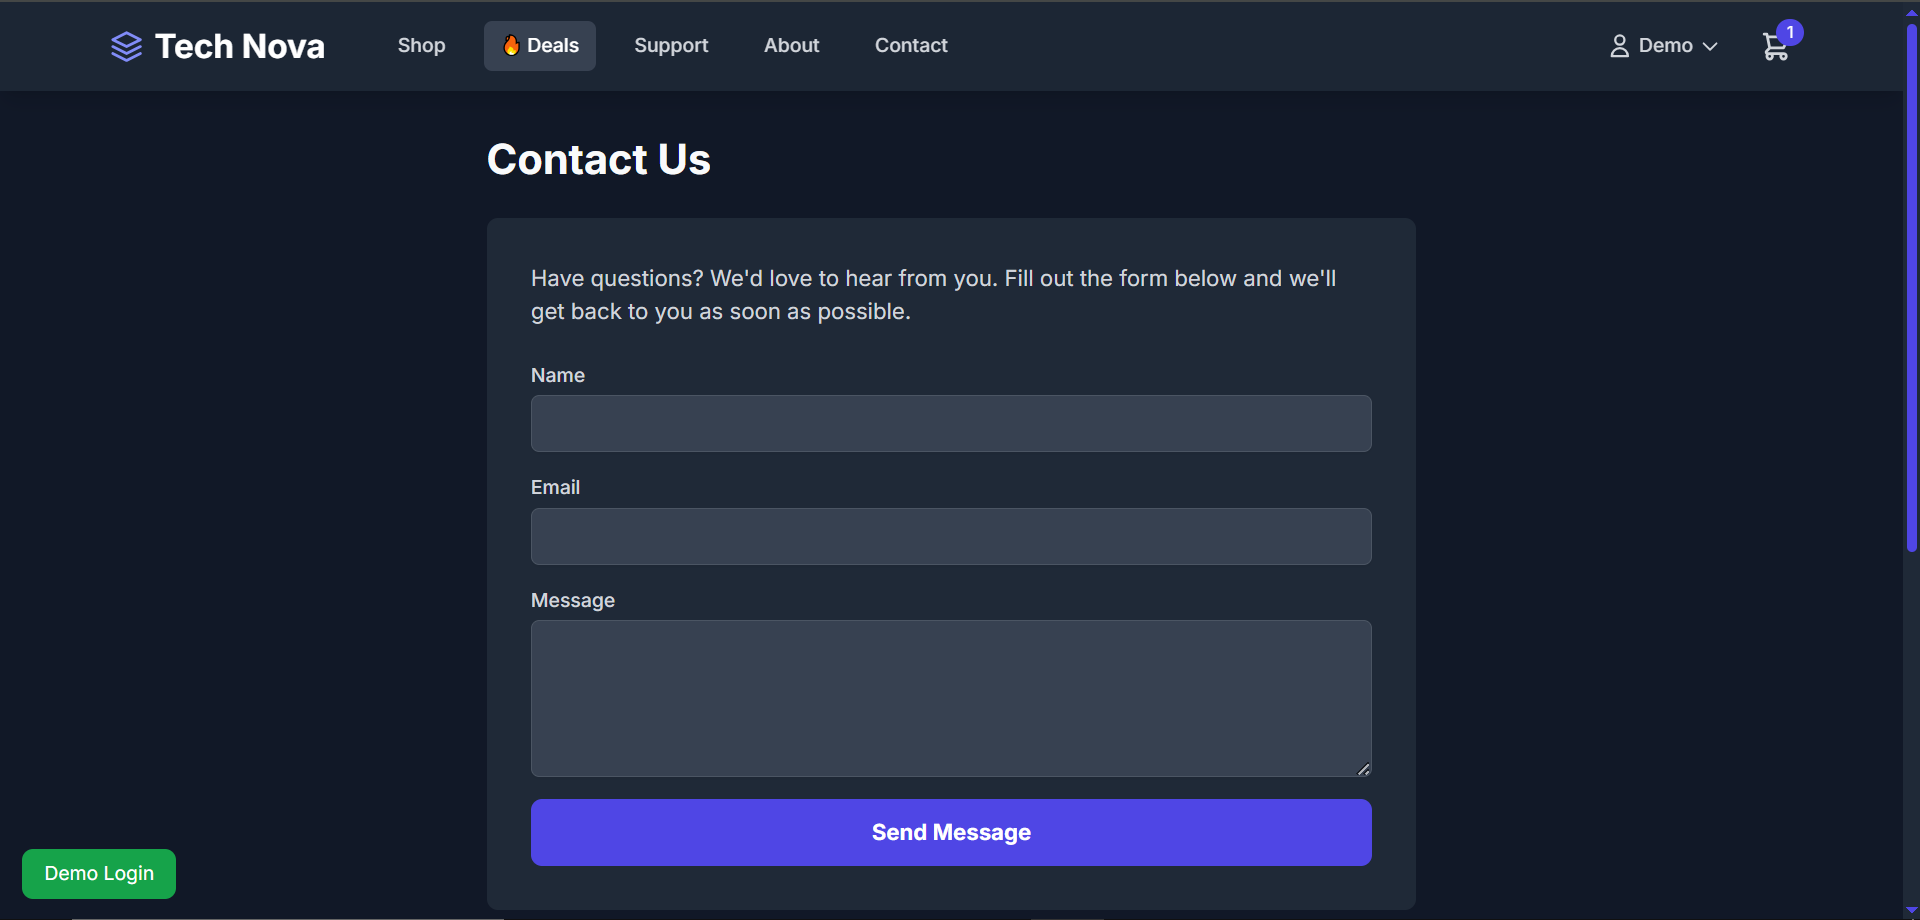 Tech Nova
Shop
🔥 Deals
Support
About
Contact
Demo
1
Contact Us
Have questions? We'd love to hear from you. Fill out the form below and we'll
get back to you as soon as possible.
Name
Email
Message
Send Message
Demo Login